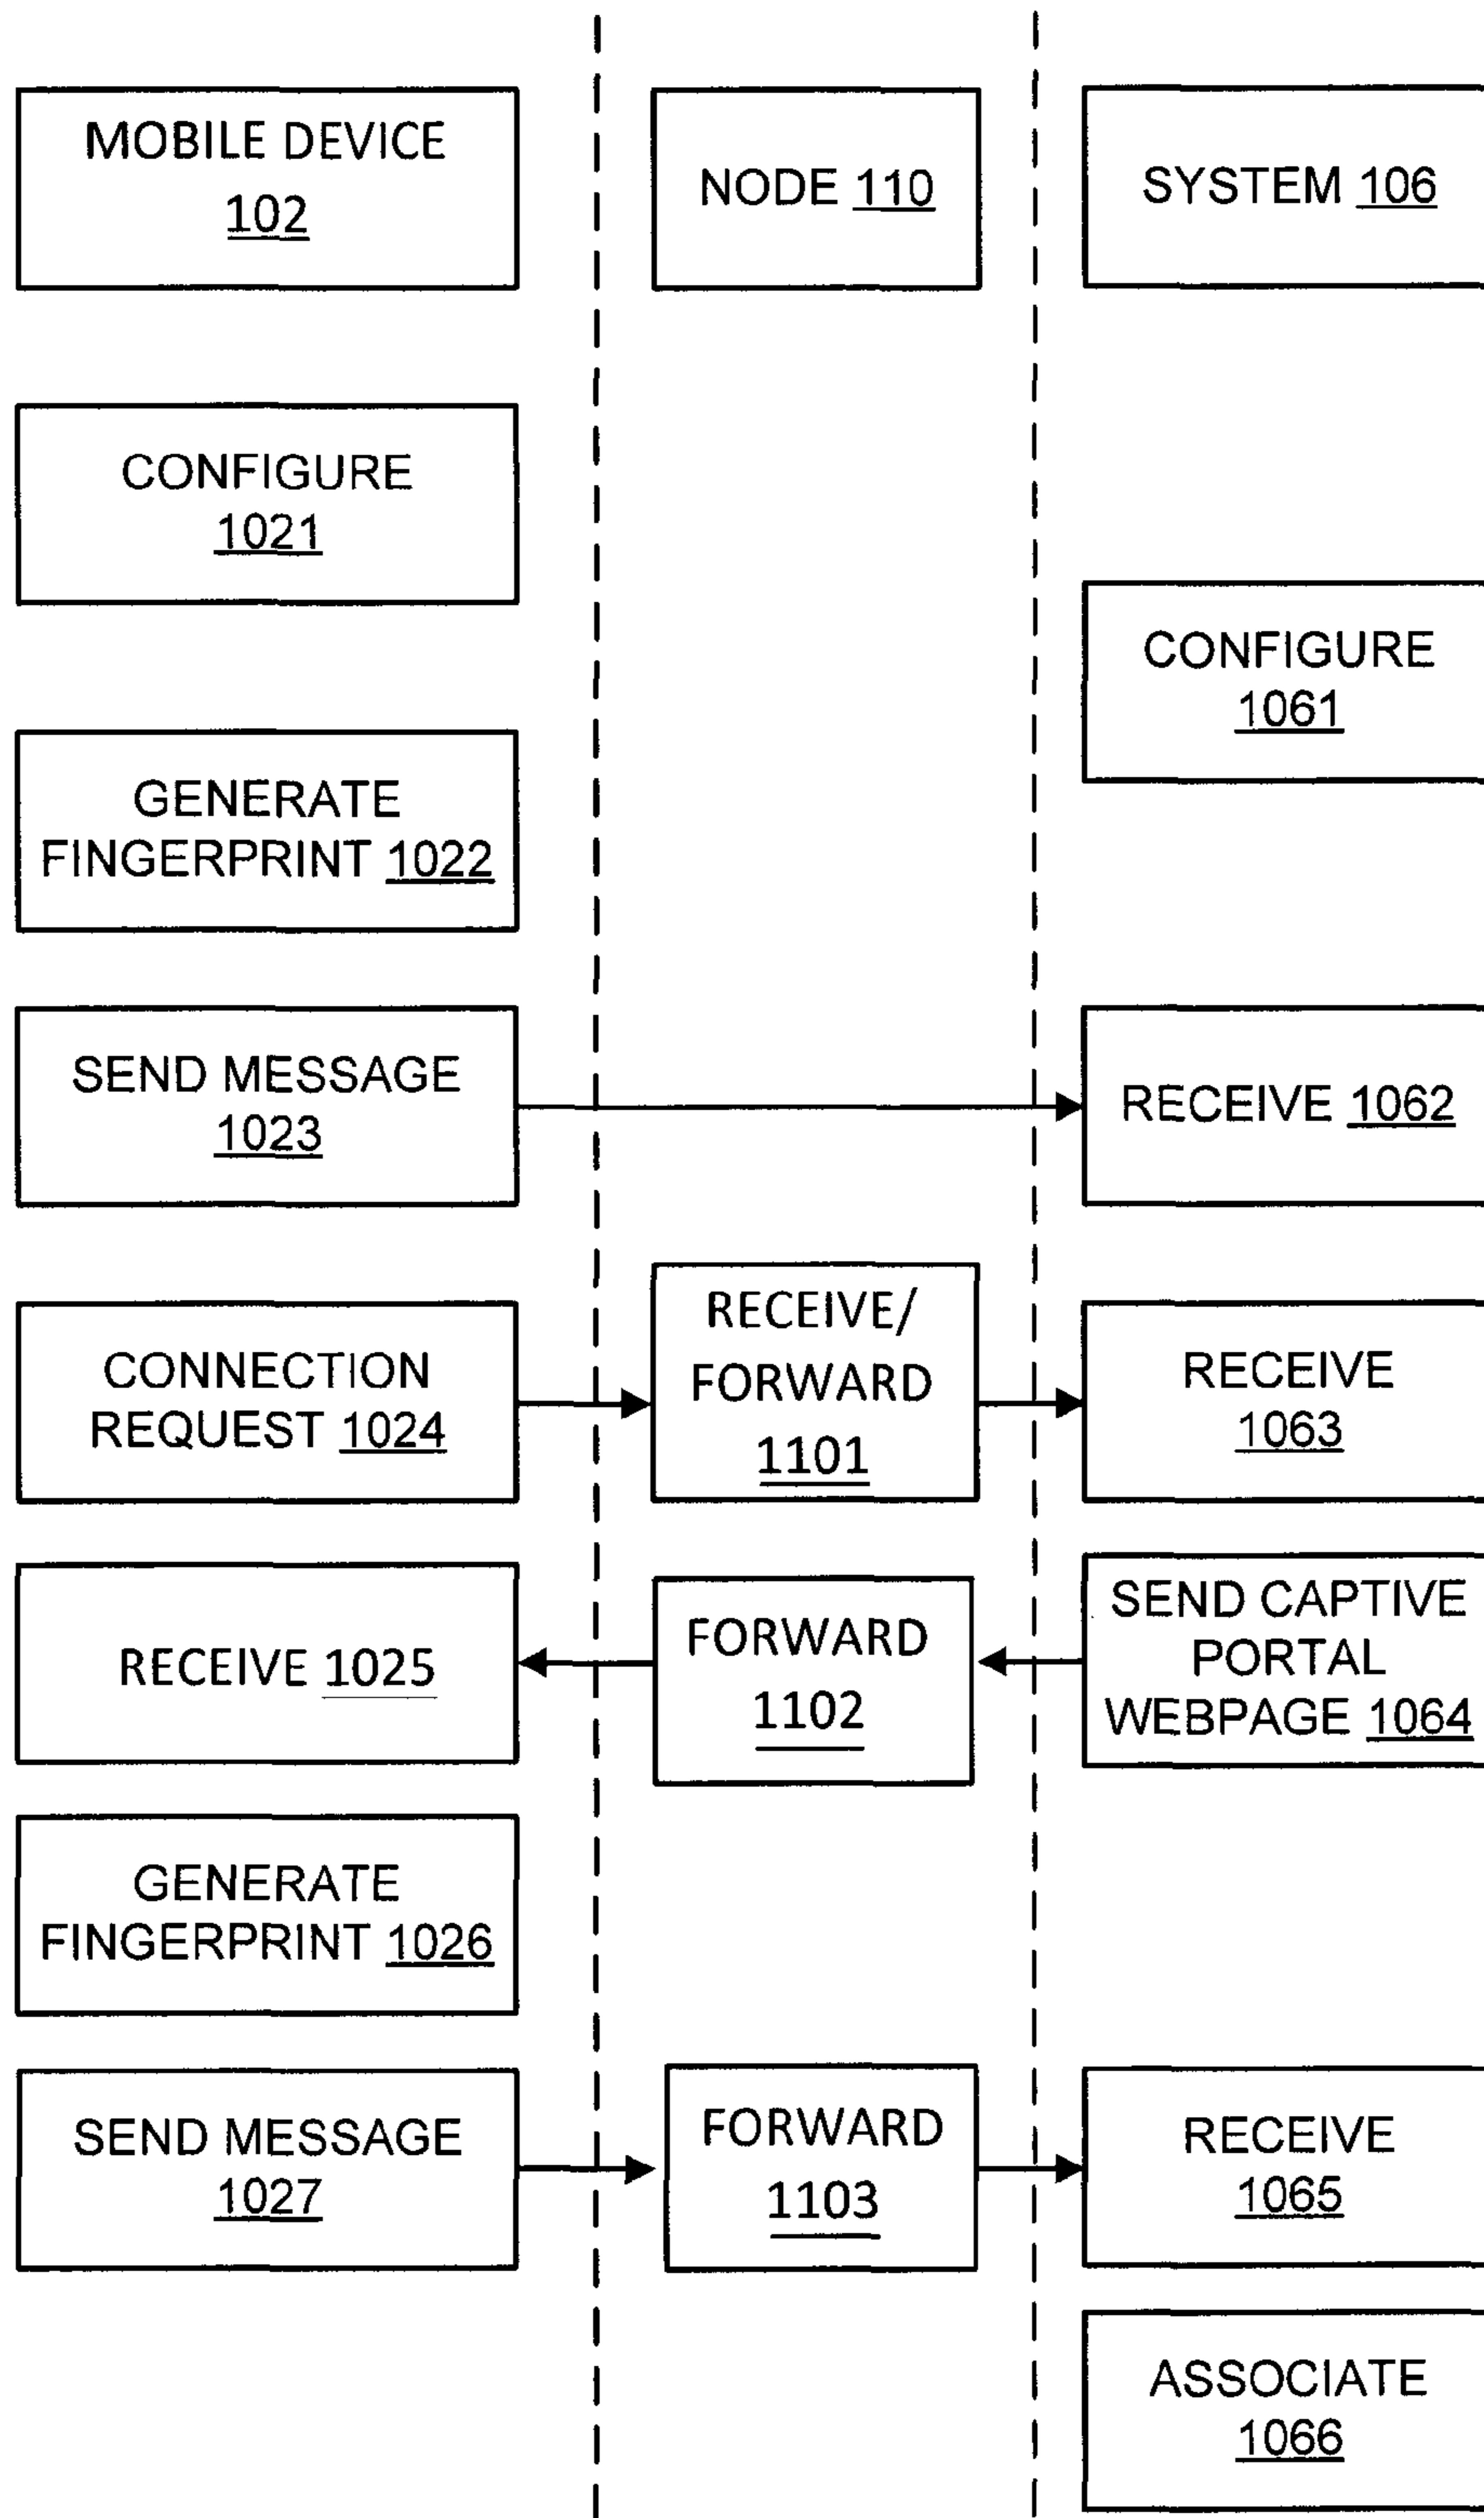 MOBILE DEVICE
102
NODE 110
SYSTEM 106
CONFIGURE
1021
CONFIGURE
1061
GENERATE
FINGERPRINT 1022
SEND MESSAGE
1023
RECEIVE 1062
CONNECTION
REQUEST 1024
RECEIVE/
FORWARD
1101
RECEIVE
1063
RECEIVE 1025
FORWARD
1102
SEND CAPTIVE
PORTAL
WEBPAGE 1064
GENERATE
FINGERPRINT 1026
SEND MESSAGE
1027
FORWARD
1103
RECEIVE
1065
ASSOCIATE
1066